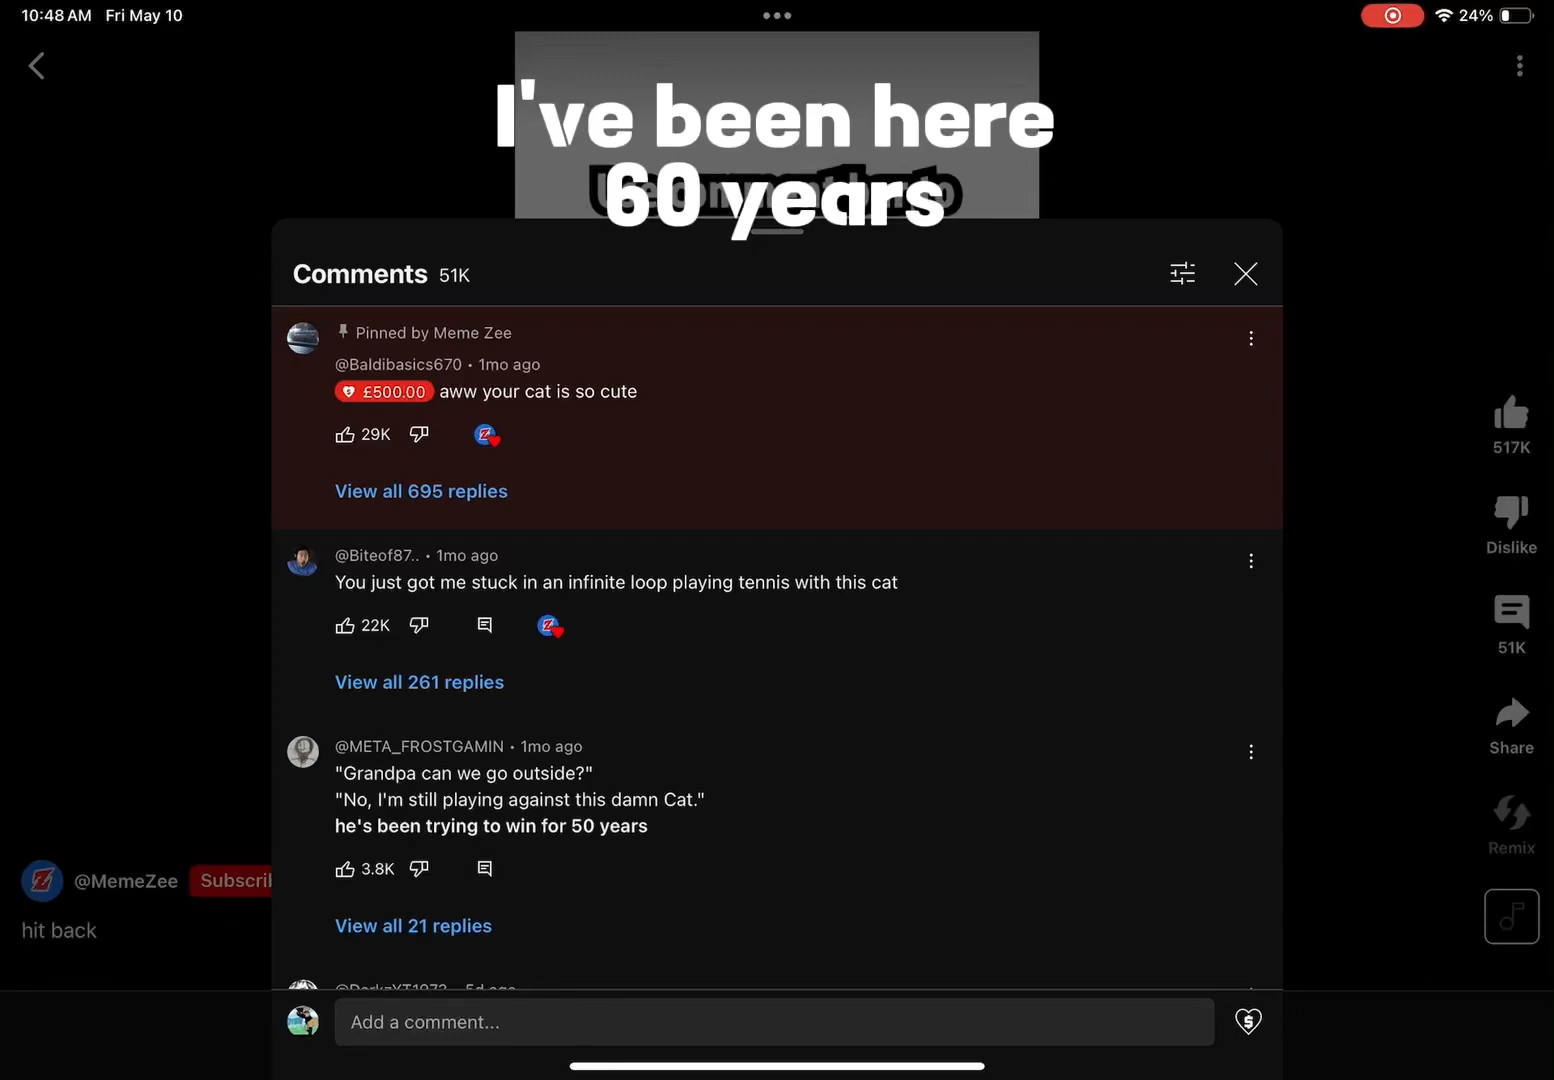 10:48 AM Fri May 10
24%
I've been here
60 years
Comments 51K
Pinned by Meme Zee
@Baldibasics670 • 1mo ago
£500.00 aww your cat is so cute
29K
View all 695 replies
@Biteof87.. • 1mo ago
You just got me stuck in an infinite loop playing tennis with this cat
22K
View all 261 replies
@META_FROSTGAMIN • 1mo ago
"Grandpa can we go outside?"
"No, I'm still playing against this damn Cat."
he's been trying to win for 50 years
3.8K
View all 21 replies
Add a comment...
@MemeZee Subscrib
hit back
517K
Dislike
51K
Share
Remix